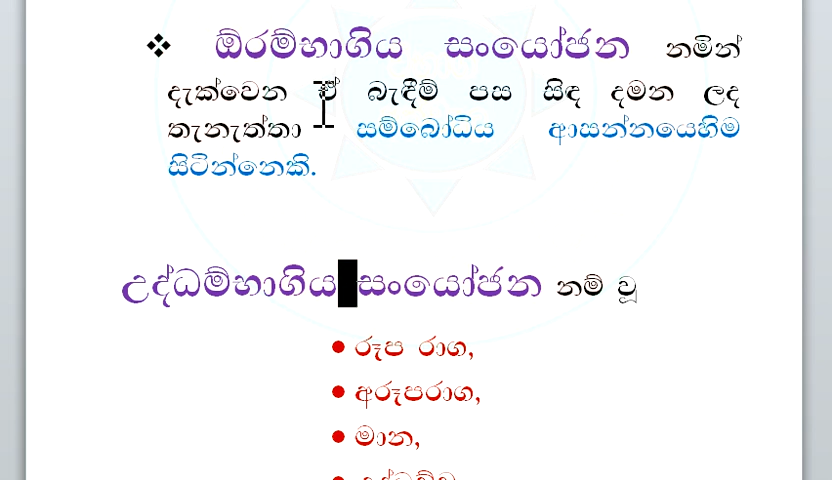 ❖ ඕරම්භාගිය සංයෝජන නමින්
දැක්වෙන ඒ බැඳීම් පස සිඳ දමන ලද
තැනැත්තා සම්බෝධිය ආසන්නයෙහිම
සිටින්නෙකි.
උද්ධම්භාගිය සංයෝජන නම් වූ
• රූප රාග,
• අරූපරාග,
• මාන,